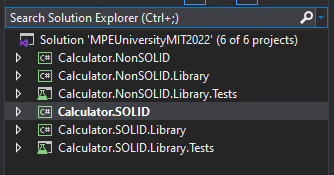 Search Solution Explorer (Ctrl+;)
Solution 'MPEUniversityMIT2022' (6 of 6 projects)
C# Calculator.NonSOLID
C# Calculator.NonSOLID.Library
Calculator.NonSOLID.Library.Tests
C# Calculator.SOLID
C# Calculator.SOLID.Library
Calculator.SOLID.Library.Tests